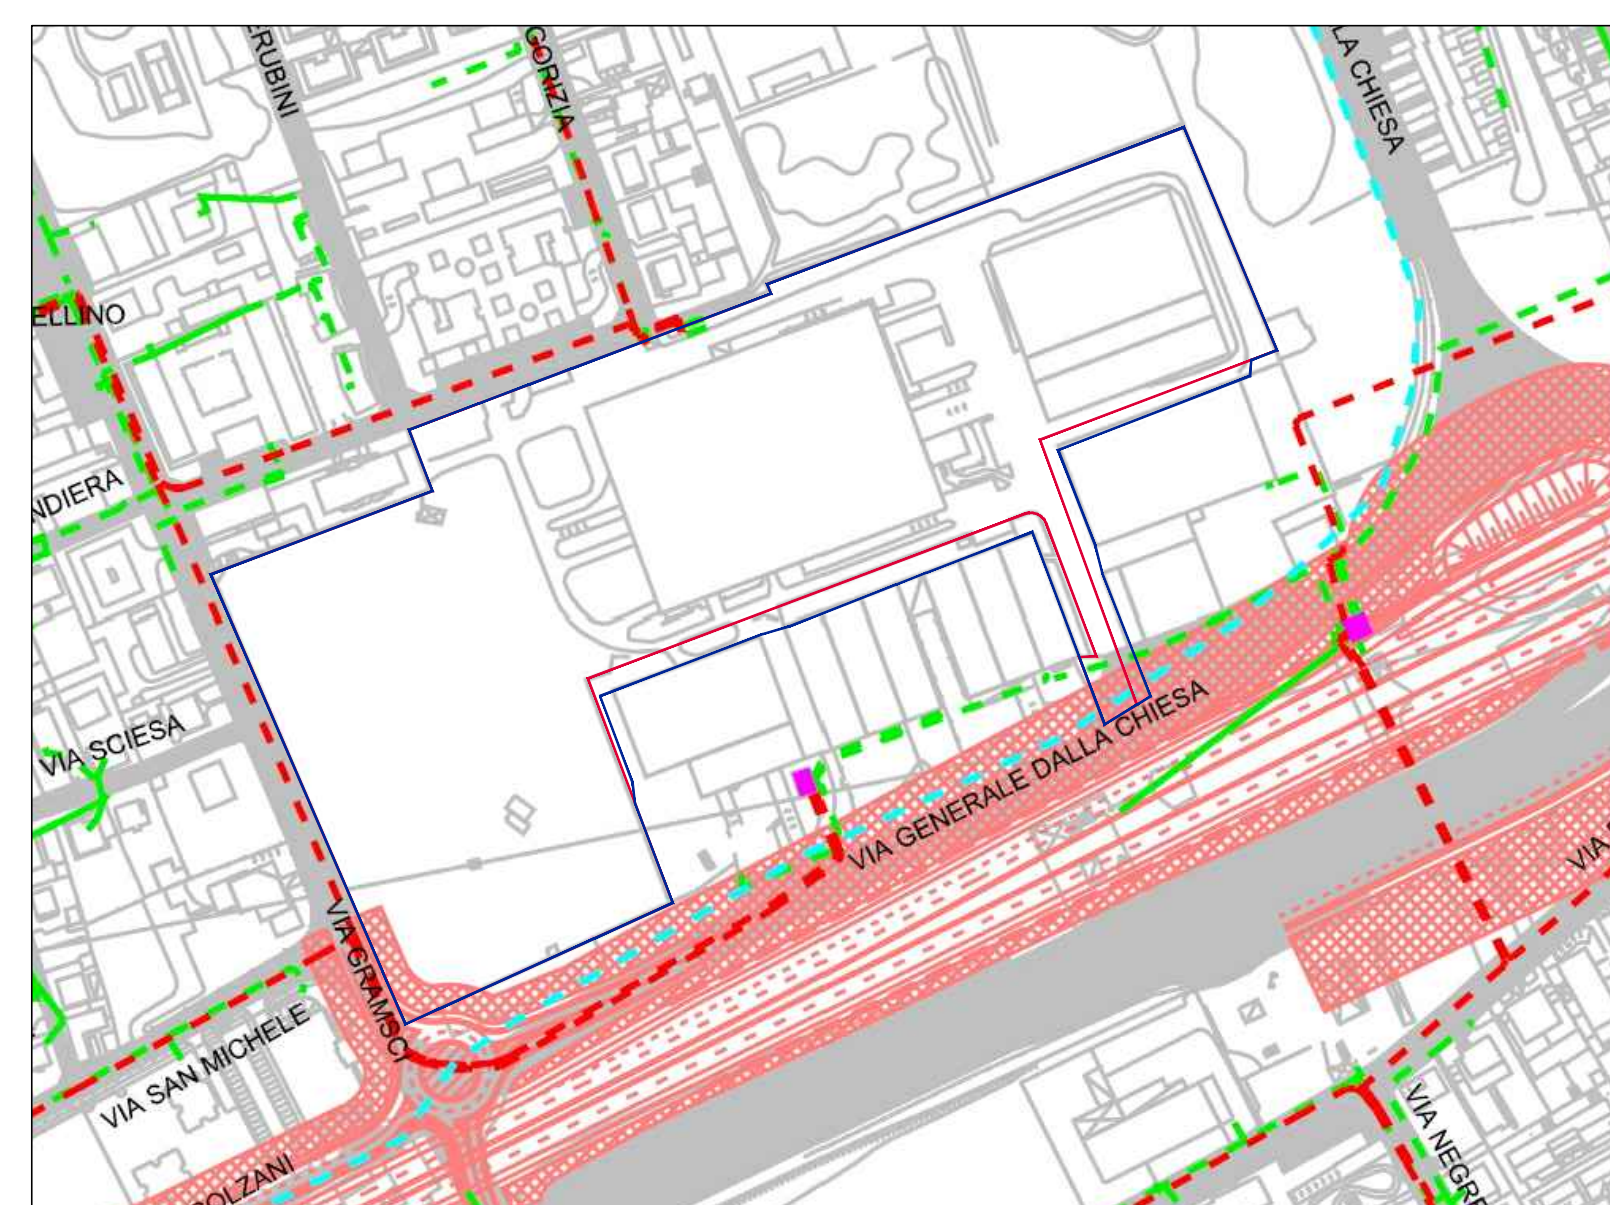 ERUBINI
GORIZIA
LA CHIESA
ELLINO
NDIERA
VIA SCIESA
VIA GENERALE DALLA CHIESA
VIA GRAMSCI
VIA SAN MICHELE
OLZANI
VIA NEGRE